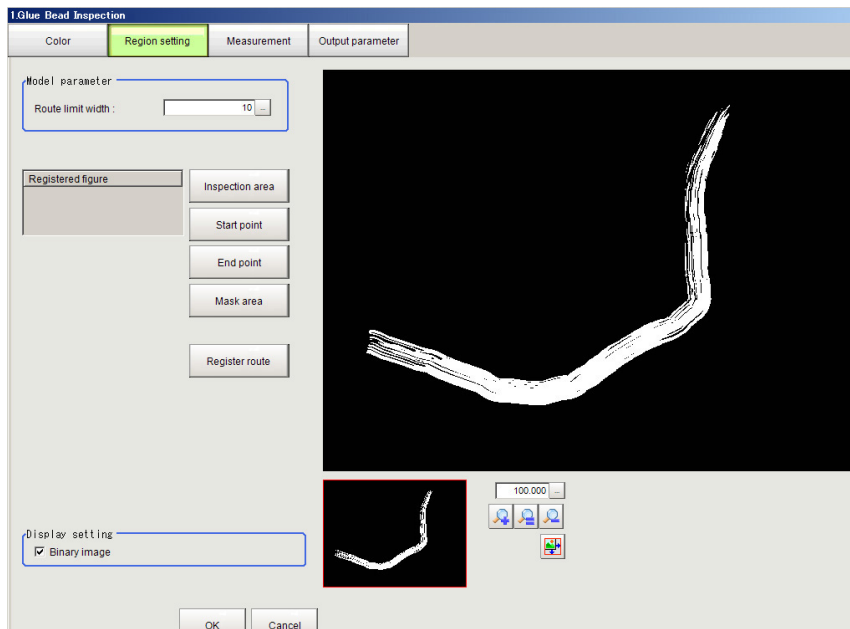 1.Glue Bead Inspection
Color Region setting Measurement Output parameter
Model parameter
Route limit width : 10 ...
Registered figure
Inspection area
Start point
End point
Mask area
Register route
100.000 ...
Display setting
Binary image
OK Cancel